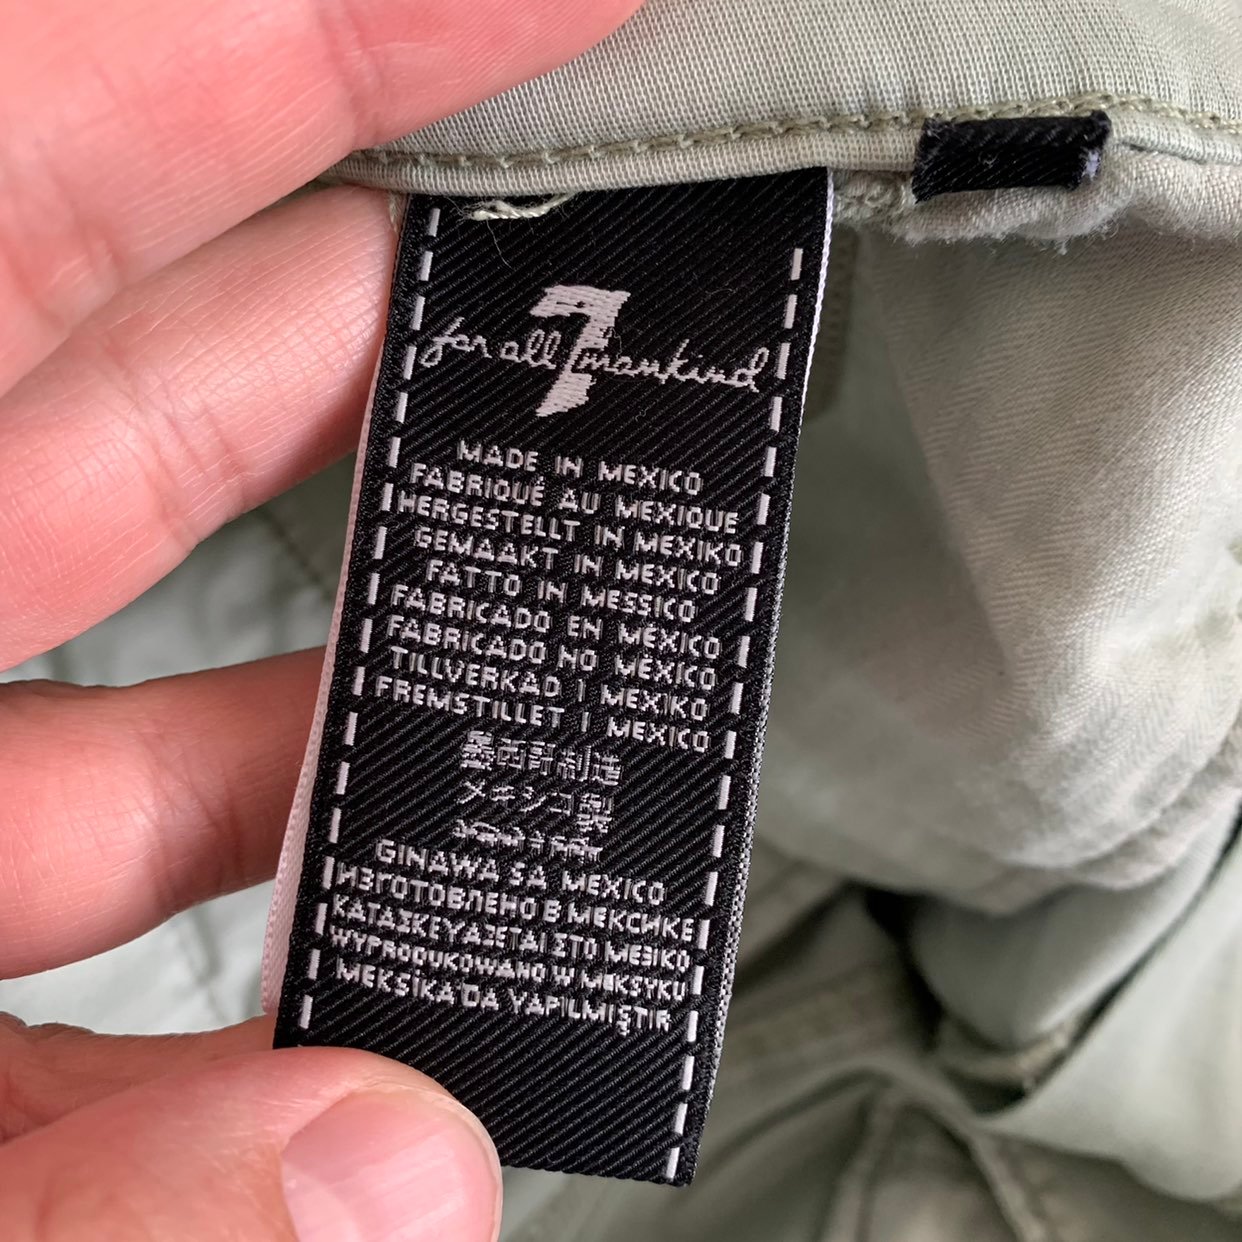 7
for all mankind
MADE IN MEXICO
FABRIQUÉ AU MEXIQUE
HERGESTELLT IN MEXIKO
GEMAAKT IN MEXICO
FATTO IN MESSICO
FABRICADO EN MÉXICO
FABRICADO NO MÉXICO
TILLVERKAD I MEXIKO
FREMSTILLET I MEXICO
墨西哥制造
メキシコ製
GINAWA SA MEXICO
ИЗГОТОВЛЕНО В МЕКСИКЕ
ΚΑΤΑΣΚΕΥΑΖΕΤΑΙ ΣΤΟ ΜΕΞΙΚΟ
WYPRODUKOWANO W MEKSYKU
MEKSİKA'DA YAPILMIŞTIR